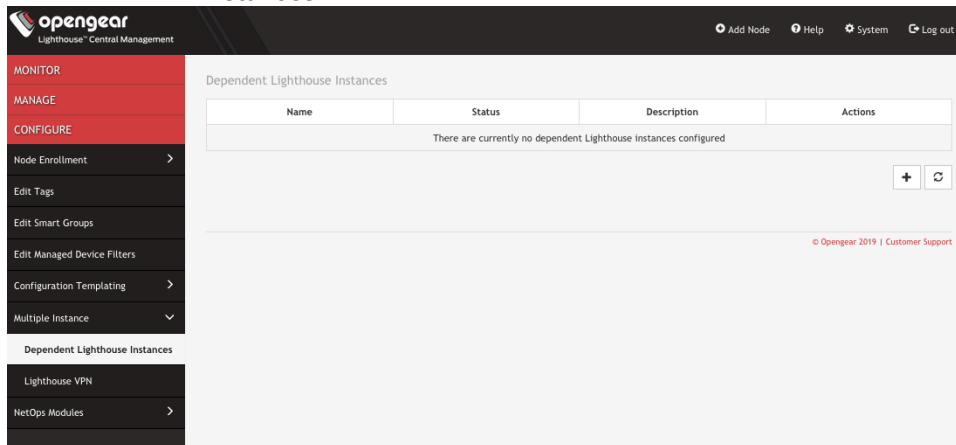 opengear
Lighthouse™ Central Management
Add Node Help System Log out
MONITOR
MANAGE
CONFIGURE
Node Enrollment
Edit Tags
Edit Smart Groups
Edit Managed Device Filters
Configuration Templating
Multiple Instance
Dependent Lighthouse Instances
Lighthouse VPN
NetOps Modules
Dependent Lighthouse Instances
Name Status Description Actions
There are currently no dependent Lighthouse instances configured
© Opengear 2019 | Customer Support